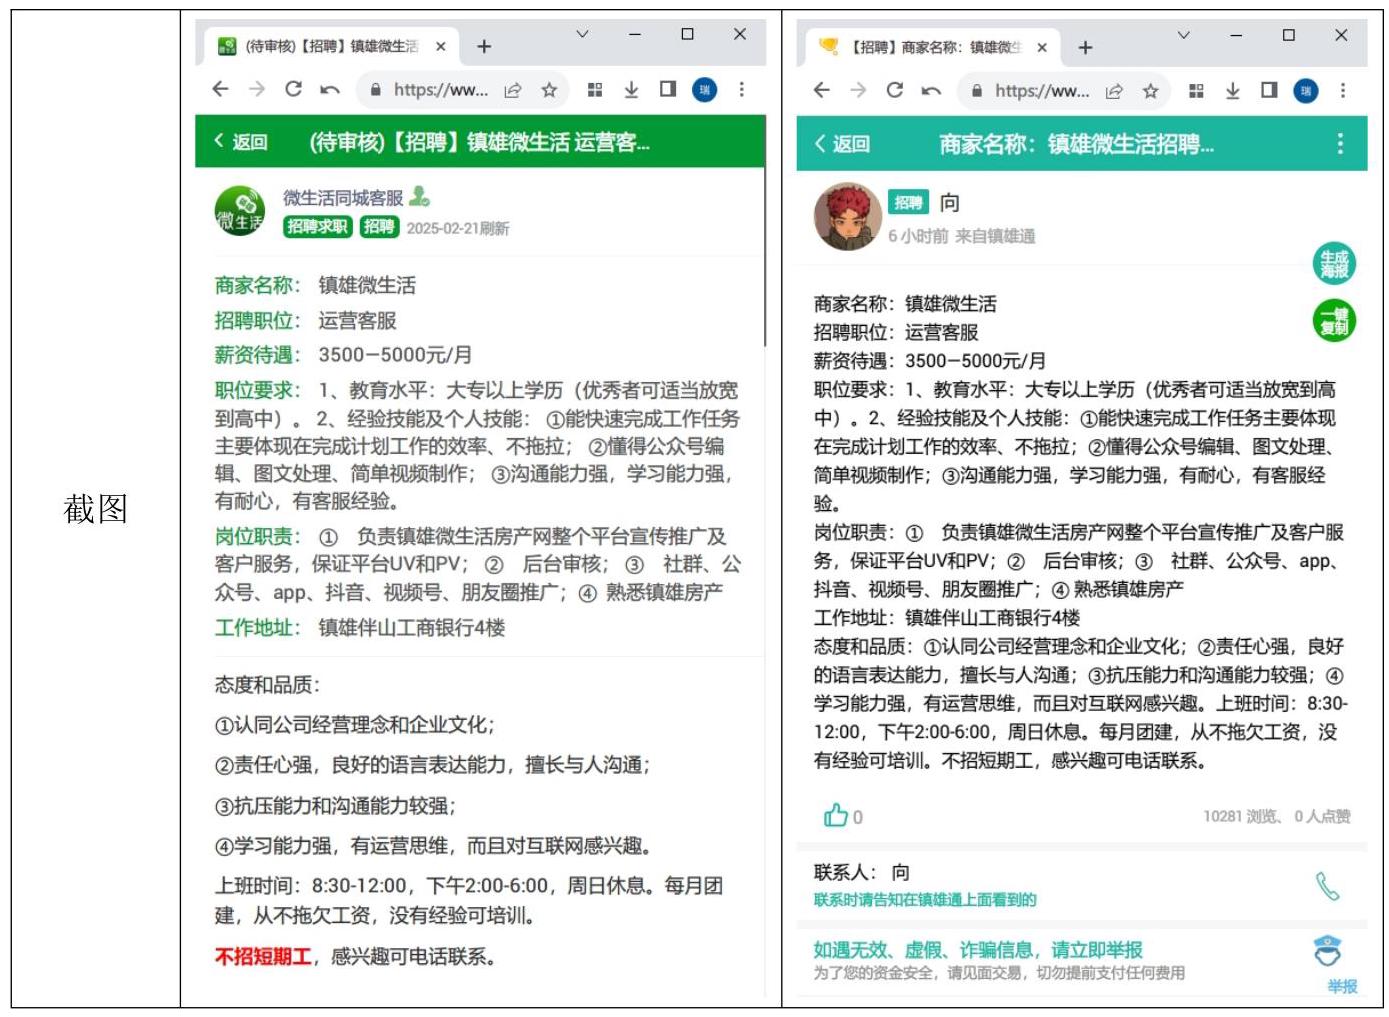 截图
(待审核)【招聘】镇雄微生活
https://www...
瑞
返回
(待审核)【招聘】镇雄微生活 运营客...
微生活
微生活同城客服
招聘求职 招聘 2025-02-21刷新
商家名称： 镇雄微生活
招聘职位： 运营客服
薪资待遇： 3500—5000元/月
职位要求： 1、教育水平：大专以上学历（优秀者可适当放宽
到高中）。2、经验技能及个人技能：①能快速完成工作任务
主要体现在完成计划工作的效率、不拖拉；②懂得公众号编
辑、图文处理、简单视频制作；③沟通能力强，学习能力强，
有耐心，有客服经验。
岗位职责： ① 负责镇雄微生活房产网整个平台宣传推广及
客户服务，保证平台UV和PV；② 后台审核；③ 社群、公
众号、app、抖音、视频号、朋友圈推广；④ 熟悉镇雄房产
工作地址： 镇雄伴山工商银行4楼
态度和品质：
①认同公司经营理念和企业文化；
②责任心强，良好的语言表达能力，擅长与人沟通；
③抗压能力和沟通能力较强；
④学习能力强，有运营思维，而且对互联网感兴趣。
上班时间：8:30-12:00，下午2:00-6:00，周日休息。每月团
建，从不拖欠工资，没有经验可培训。
不招短期工，感兴趣可电话联系。
【招聘】商家名称：镇雄微生
https://www...
瑞
返回
商家名称：镇雄微生活招聘...
招聘 向
6 小时前 来自镇雄通
生成
海报
一键
复制
商家名称：镇雄微生活
招聘职位：运营客服
薪资待遇：3500—5000元/月
职位要求：1、教育水平：大专以上学历（优秀者可适当放宽到高
中）。2、经验技能及个人技能：①能快速完成工作任务主要体现
在完成计划工作的效率、不拖拉；②懂得公众号编辑、图文处理、
简单视频制作；③沟通能力强，学习能力强，有耐心，有客服经
验。
岗位职责：① 负责镇雄微生活房产网整个平台宣传推广及客户服
务，保证平台UV和PV；② 后台审核；③ 社群、公众号、app、
抖音、视频号、朋友圈推广；④ 熟悉镇雄房产
工作地址：镇雄伴山工商银行4楼
态度和品质：①认同公司经营理念和企业文化；②责任心强，良好
的语言表达能力，擅长与人沟通；③抗压能力和沟通能力较强；④
学习能力强，有运营思维，而且对互联网感兴趣。上班时间：8:30-
12:00，下午2:00-6:00，周日休息。每月团建，从不拖欠工资，没
有经验可培训。不招短期工，感兴趣可电话联系。
0
10281 浏览、 0 人点赞
联系人： 向
联系时请告知在镇雄通上面看到的
如遇无效、虚假、诈骗信息，请立即举报
为了您的资金安全，请见面交易，切勿提前支付任何费用
举报